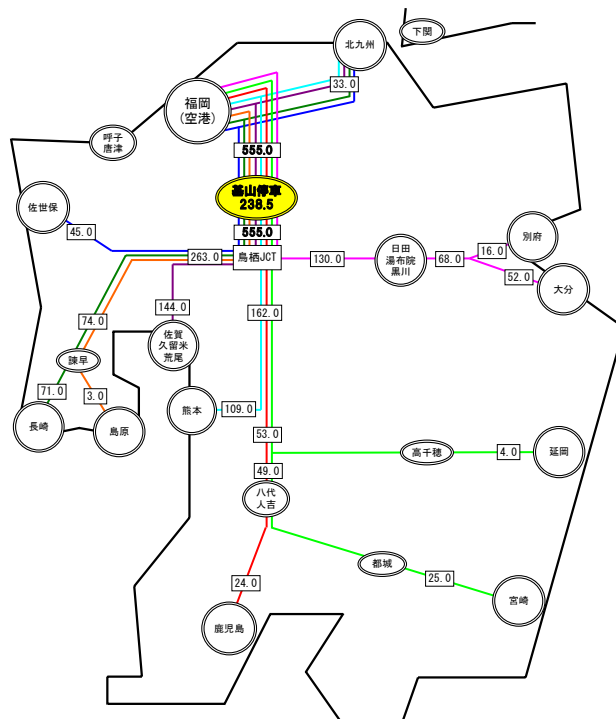 下関
北九州
33.0
福岡
(空港)
呼子
唐津
555.0
基山停車
238.5
佐世保
45.0
555.0
別府
16.0
鳥栖JCT
263.0
130.0
日田
湯布院
黒川
68.0
52.0
大分
144.0
162.0
74.0
佐賀
久留米
荒尾
諫早
71.0
3.0
熊本
109.0
長崎
島原
53.0
高千穂
4.0
延岡
49.0
八代
人吉
都城
24.0
25.0
宮崎
鹿児島